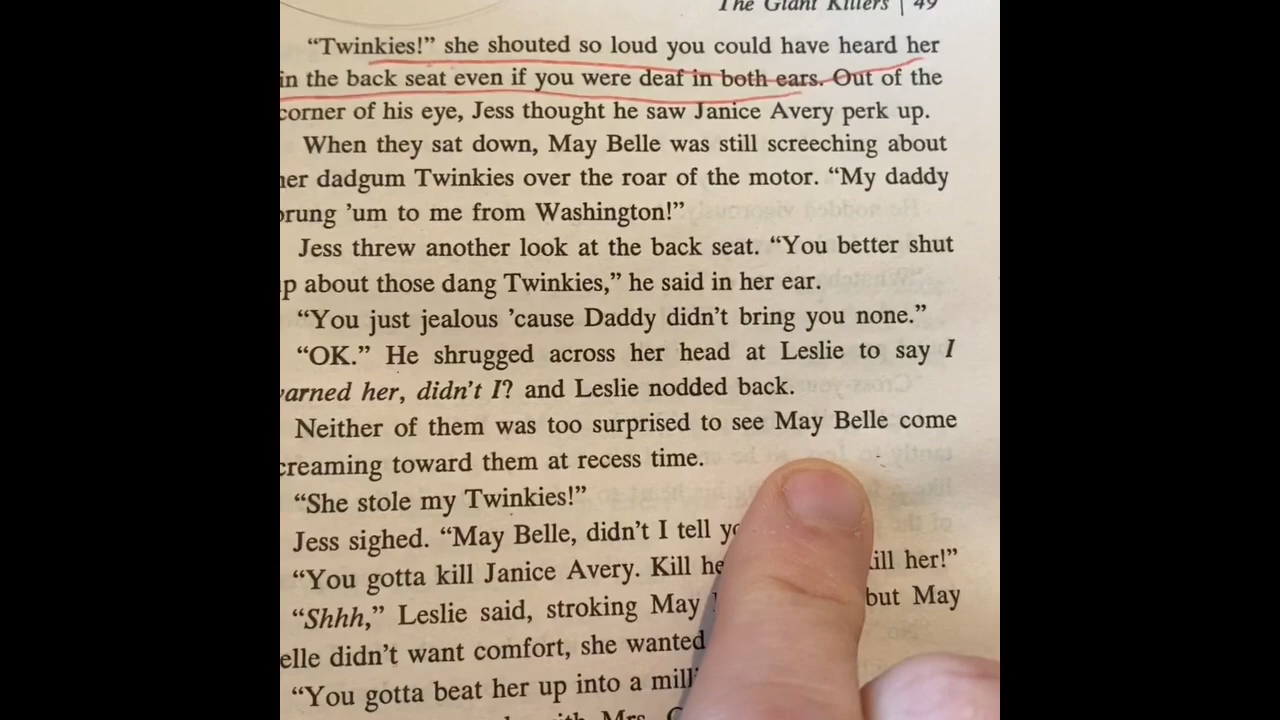 The Giant Killers | 49
“Twinkies!” she shouted so loud you could have heard her
in the back seat even if you were deaf in both ears. Out of the
corner of his eye, Jess thought he saw Janice Avery perk up.
When they sat down, May Belle was still screeching about
her dadgum Twinkies over the roar of the motor. “My daddy
brung ’um to me from Washington!”
Jess threw another look at the back seat. “You better shut
p about those dang Twinkies,” he said in her ear.
“You just jealous ’cause Daddy didn’t bring you none.”
“OK.” He shrugged across her head at Leslie to say I
warned her, didn’t I? and Leslie nodded back.
Neither of them was too surprised to see May Belle come
creaming toward them at recess time.
“She stole my Twinkies!”
Jess sighed. “May Belle, didn’t I tell
“You gotta kill Janice Avery. Kill her!”
“Shhh,” Leslie said, stroking May but May
elle didn’t want comfort, she wanted
“You gotta beat her up into a